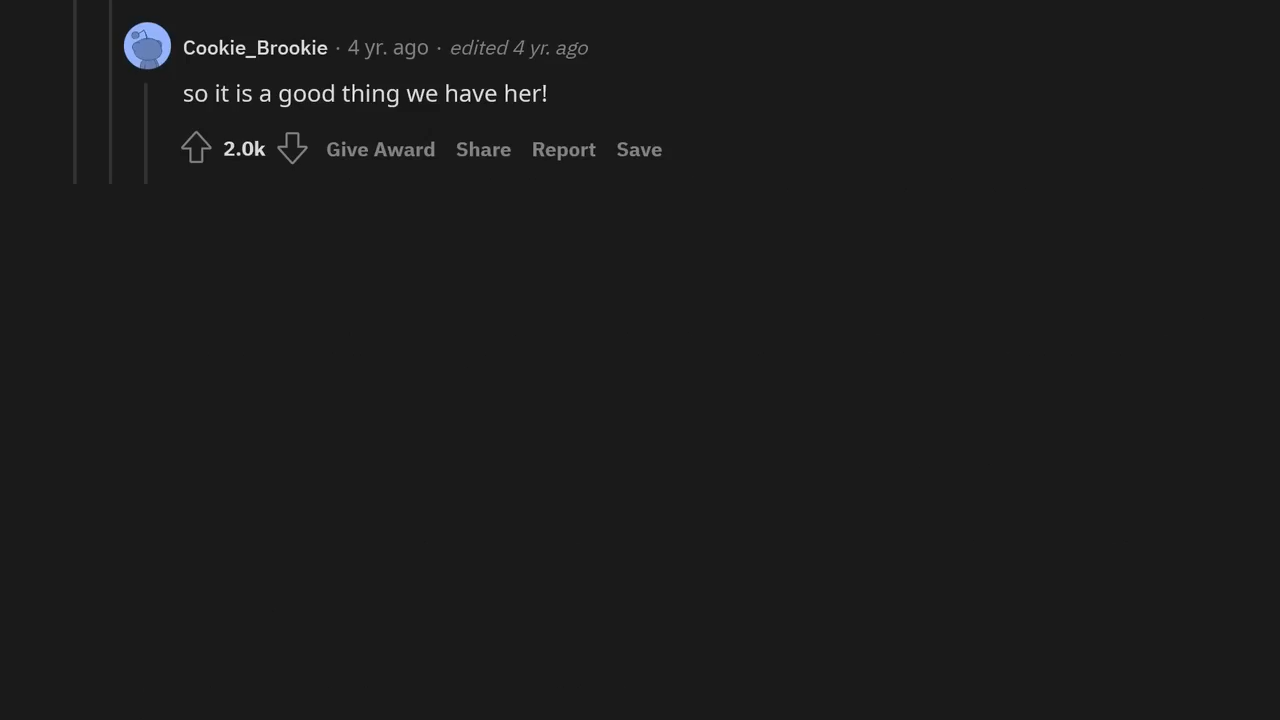 Cookie_Brookie · 4 yr. ago · edited 4 yr. ago
so it is a good thing we have her!
2.0k Give Award Share Report Save